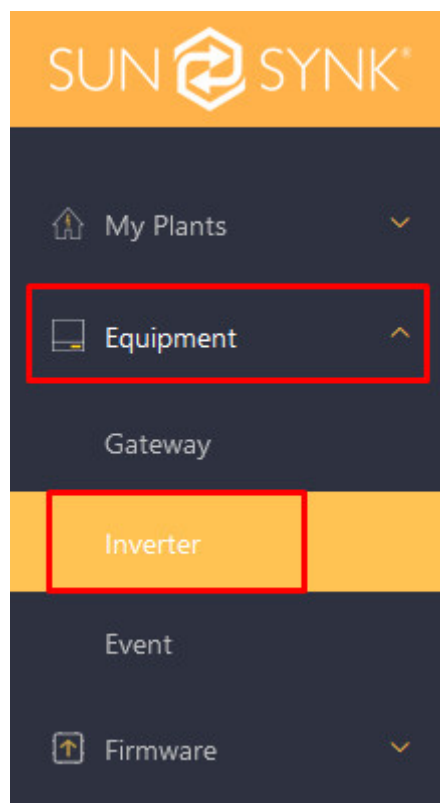 SUN SYNK®
My Plants
Equipment
Gateway
Inverter
Event
Firmware